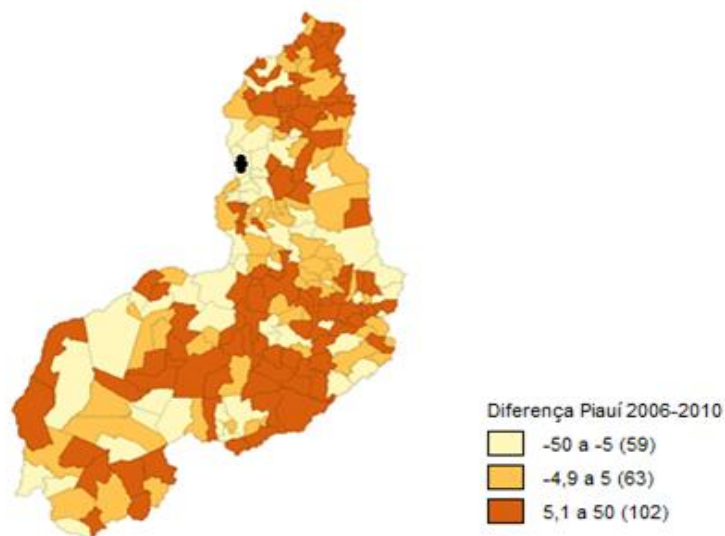 Diferença Piauí 2006-2010
-50 a -5 (59)
-4,9 a 5 (63)
5,1 a 50 (102)